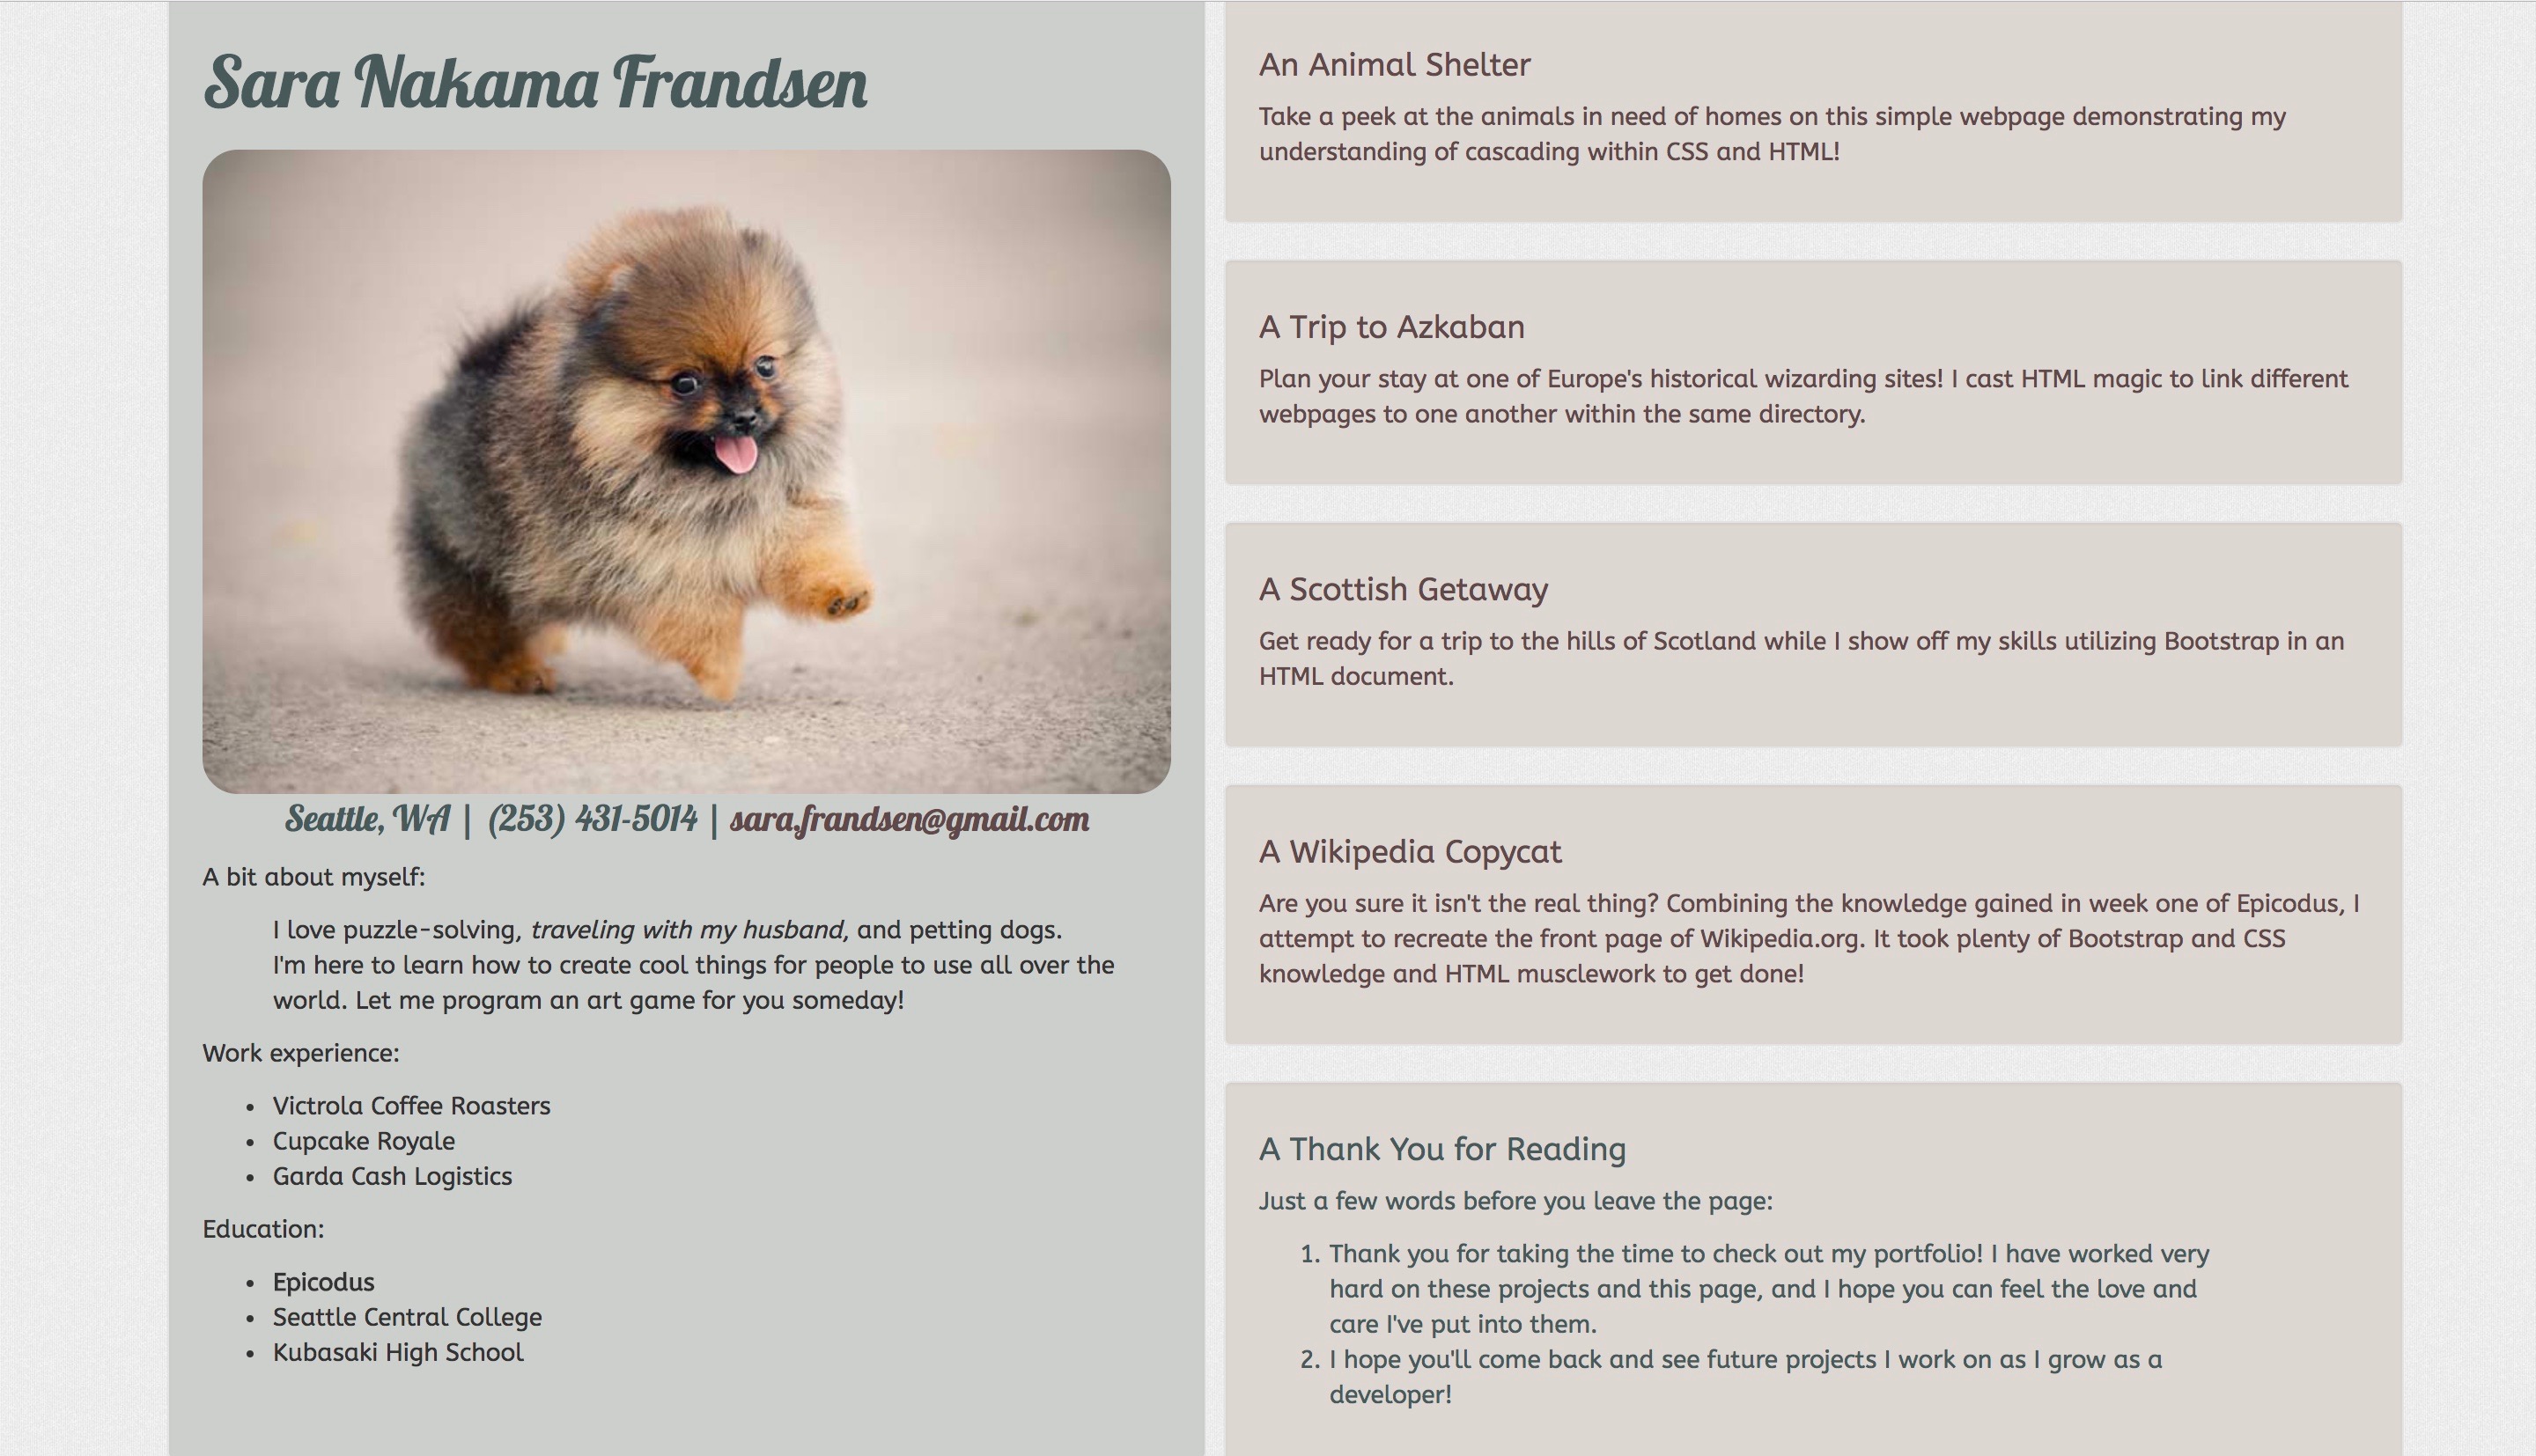 Sara Nakama Frandsen
Seattle, WA | (253) 431-5014 | sara.frandsen@gmail.com
A bit about myself:
I love puzzle-solving, traveling with my husband, and petting dogs.
I'm here to learn how to create cool things for people to use all over the
world. Let me program an art game for you someday!
Work experience:
• Victrola Coffee Roasters
• Cupcake Royale
• Garda Cash Logistics
Education:
• Epicodus
• Seattle Central College
• Kubasaki High School
An Animal Shelter
Take a peek at the animals in need of homes on this simple webpage demonstrating my
understanding of cascading within CSS and HTML!
A Trip to Azkaban
Plan your stay at one of Europe's historical wizarding sites! I cast HTML magic to link different
webpages to one another within the same directory.
A Scottish Getaway
Get ready for a trip to the hills of Scotland while I show off my skills utilizing Bootstrap in an
HTML document.
A Wikipedia Copycat
Are you sure it isn't the real thing? Combining the knowledge gained in week one of Epicodus, I
attempt to recreate the front page of Wikipedia.org. It took plenty of Bootstrap and CSS
knowledge and HTML musclework to get done!
A Thank You for Reading
Just a few words before you leave the page:
1. Thank you for taking the time to check out my portfolio! I have worked very
hard on these projects and this page, and I hope you can feel the love and
care I've put into them.
2. I hope you'll come back and see future projects I work on as I grow as a
developer!